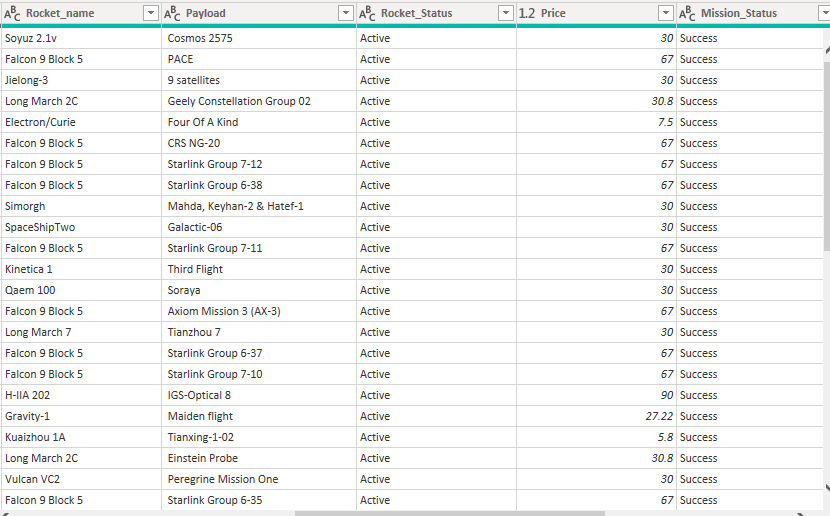 ABC Rocket_name ABC Payload ABC Rocket_Status 1.2 Price ABC Mission_Status
Soyuz 2.1v Cosmos 2575 Active 30 Success
Falcon 9 Block 5 PACE Active 67 Success
Jielong-3 9 satellites Active 30 Success
Long March 2C Geely Constellation Group 02 Active 30.8 Success
Electron/Curie Four Of A Kind Active 7.5 Success
Falcon 9 Block 5 CRS NG-20 Active 67 Success
Falcon 9 Block 5 Starlink Group 7-12 Active 67 Success
Falcon 9 Block 5 Starlink Group 6-38 Active 67 Success
Simorgh Mahda, Keyhan-2 & Hatef-1 Active 30 Success
SpaceShipTwo Galactic-06 Active 30 Success
Falcon 9 Block 5 Starlink Group 7-11 Active 67 Success
Kinetica 1 Third Flight Active 30 Success
Qaem 100 Soraya Active 30 Success
Falcon 9 Block 5 Axiom Mission 3 (AX-3) Active 67 Success
Long March 7 Tianzhou 7 Active 30 Success
Falcon 9 Block 5 Starlink Group 6-37 Active 67 Success
Falcon 9 Block 5 Starlink Group 7-10 Active 67 Success
H-IIA 202 IGS-Optical 8 Active 90 Success
Gravity-1 Maiden flight Active 27.22 Success
Kuaizhou 1A Tianxing-1-02 Active 5.8 Success
Long March 2C Einstein Probe Active 30.8 Success
Vulcan VC2 Peregrine Mission One Active 30 Success
Falcon 9 Block 5 Starlink Group 6-35 Active 67 Success